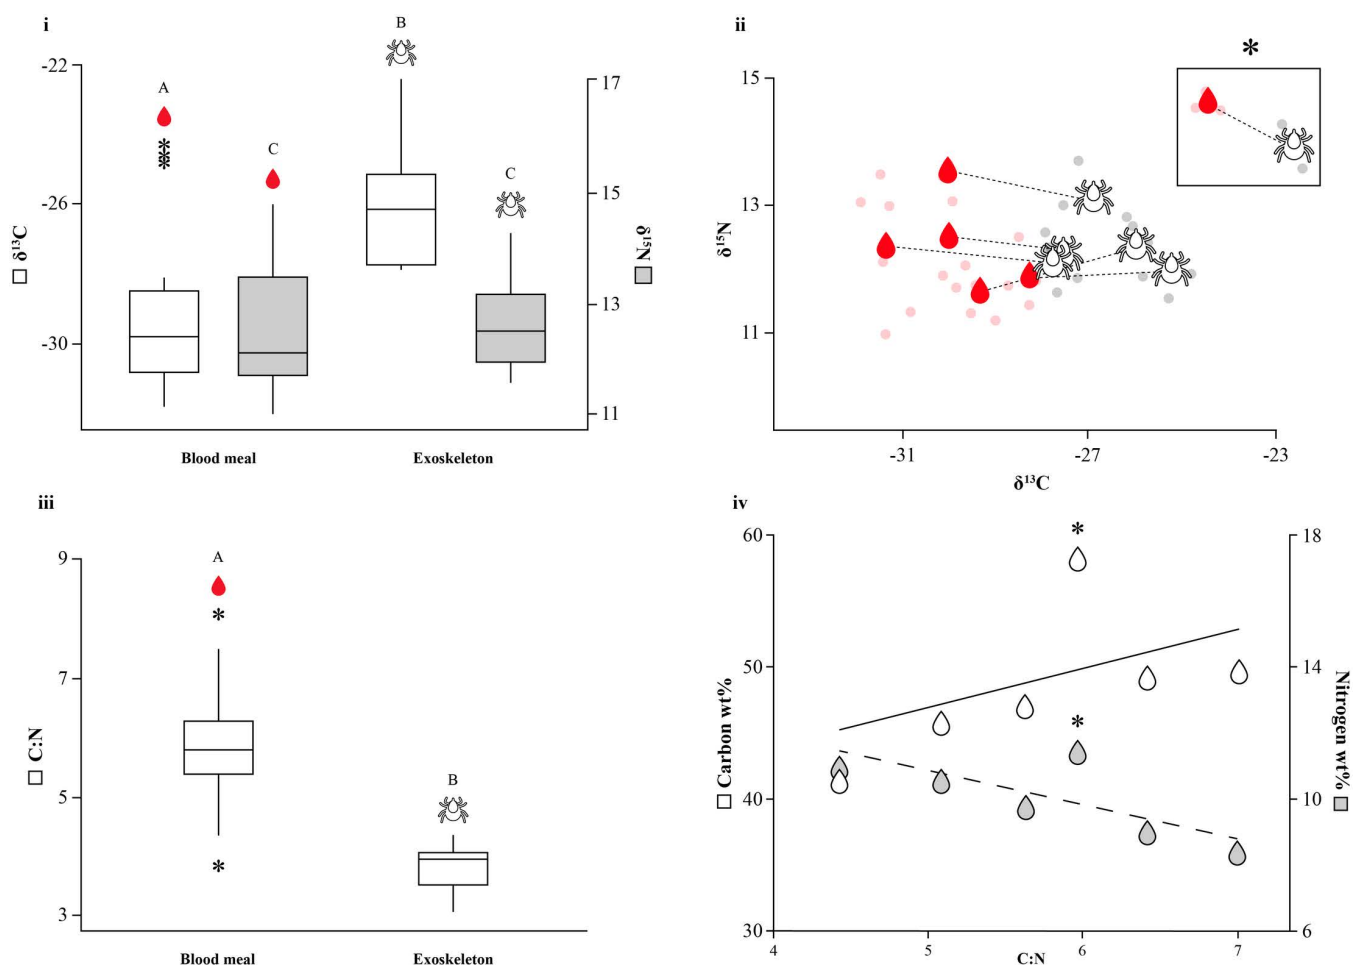 i
A
B
C
C
-22
-26
-30
δ¹³C
17
15
13
11
δ¹⁵N
Blood meal
Exoskeleton
*
*
*
*
ii
*
15
13
11
δ¹⁵N
-31
-27
-23
δ¹³C
iii
9
7
5
3
C:N
A
*
*
B
Blood meal
Exoskeleton
iv
60
50
40
30
Carbon wt%
*
*
18
14
10
6
Nitrogen wt%
4
5
6
7
C:N